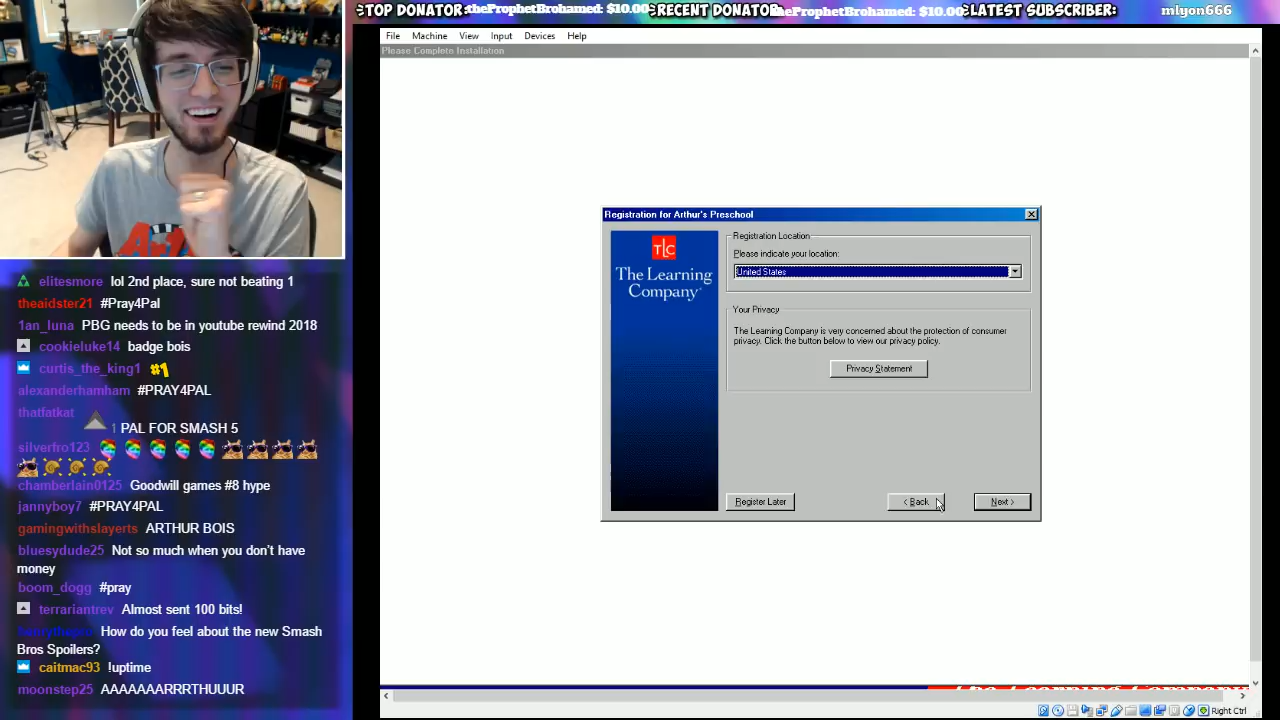 TOP DONATOR: theProphetBrohamed: $10.00 RECENT DONATOR: theProphetBrohamed: $10.00 LATEST SUBSCRIBER: mlyon666
File Machine View Input Devices Help
Please Complete Installation
Registration for Arthur's Preschool
TLC
The Learning
Company
Registration Location
Please indicate your location:
United States
Your Privacy
The Learning Company is very concerned about the protection of consumer
privacy. Click the button below to view our privacy policy.
Privacy Statement
Register Later
< Back
Next >
elitesmore lol 2nd place, sure not beating 1
theaidster21 #Pray4Pal
1an_luna PBG needs to be in youtube rewind 2018
cookieluke14 badge bois
curtis_the_king1 #1
alexanderhamham #PRAY4PAL
thatfatkat
1 PAL FOR SMASH 5
silverfro123
chamberlain0125 Goodwill games #8 hype
jannyboy7 #PRAY4PAL
gamingwithslayerts ARTHUR BOIS
bluesydude25 Not so much when you don't have
money
boom_dogg #pray
terrariantrev Almost sent 100 bits!
How do you feel about the new Smash
Bros Spoilers?
caitmac93 !uptime
moonstep25 AAAAAAARRRTHUUUR
Right Ctrl